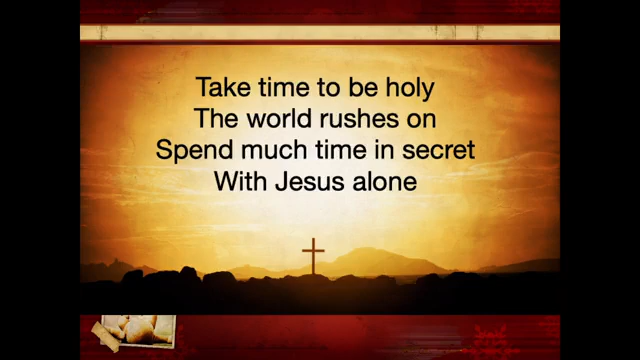 Take time to be holy
The world rushes on
Spend much time in secret
With Jesus alone